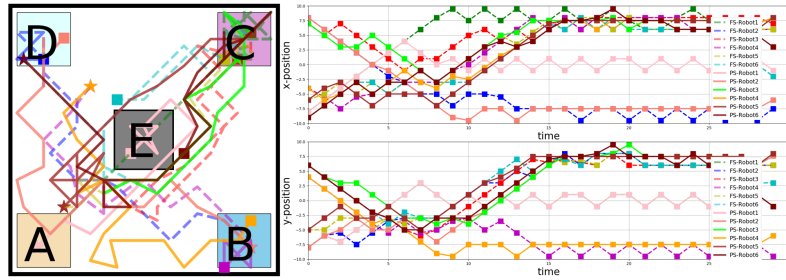 D
C
E
A
B
x-position
10.0
7.5
5.0
2.5
0.0
−2.5
−5.0
−7.5
−10.0
0 5 10 15 20 25
time
FS-Robot1
FS-Robot2
FS-Robot3
FS-Robot4
FS-Robot5
FS-Robot6
PS-Robot1
PS-Robot2
PS-Robot3
PS-Robot4
PS-Robot5
PS-Robot6
y-position
10.0
7.5
5.0
2.5
0.0
−2.5
−5.0
−7.5
−10.0
0 5 10 15 20 25
time
FS-Robot1
FS-Robot2
FS-Robot3
FS-Robot4
FS-Robot5
FS-Robot6
PS-Robot1
PS-Robot2
PS-Robot3
PS-Robot4
PS-Robot5
PS-Robot6